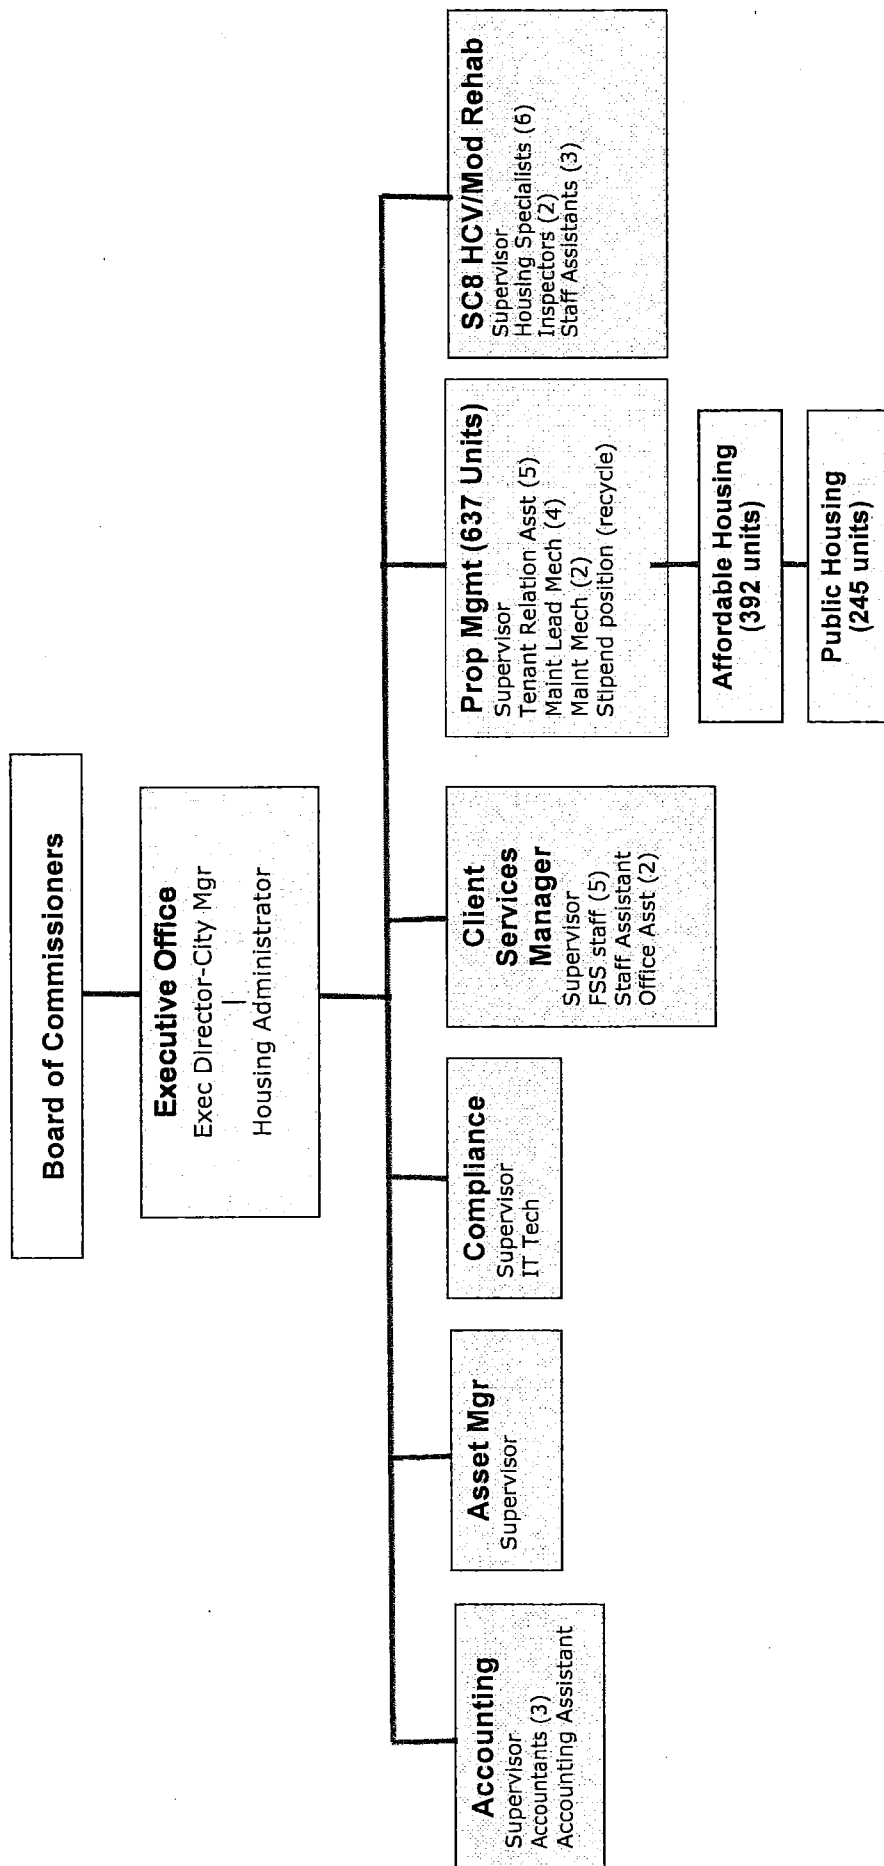 Board of Commissioners
Executive Office
Exec Director-City Mgr
Housing Administrator
Accounting
Supervisor
Accountants (3)
Accounting Assistant
Asset Mgr
Supervisor
Compliance
Supervisor
IT Tech
Client
Services
Manager
Supervisor
FSS staff (5)
Staff Assistant
Office Asst (2)
Prop Mgmt (637 Units)
Supervisor
Tenant Relation Asst (5)
Maint Lead Mech (4)
Maint Mech (2)
Stipend position (recycle)
Affordable Housing
(392 units)
Public Housing
(245 units)
SC8 HCV/Mod Rehab
Supervisor
Housing Specialists (6)
Inspectors (2)
Staff Assistants (3)